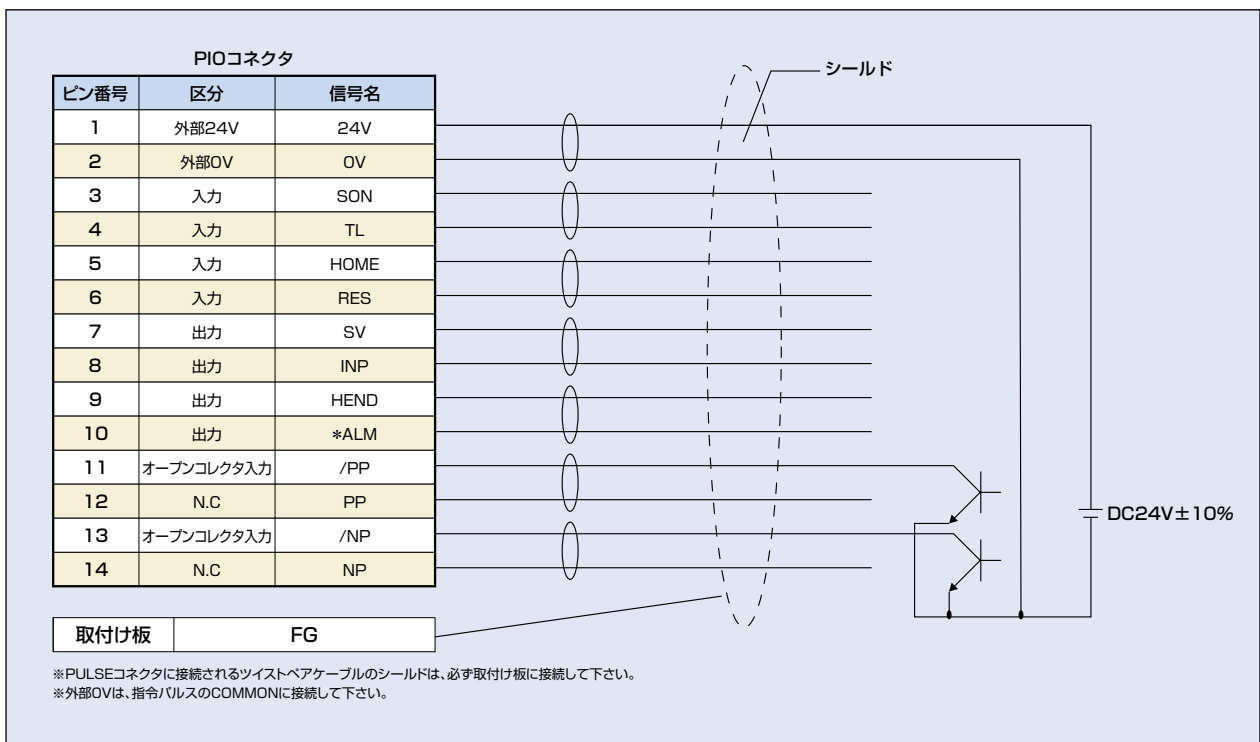 PIOコネクタ
シールド
ピン番号 区分 信号名
1 外部24V 24V
2 外部0V 0V
3 入力 SON
4 入力 TL
5 入力 HOME
6 入力 RES
7 出力 SV
8 出力 INP
9 出力 HEND
10 出力 *ALM
11 オープンコレクタ入力 /PP
12 N.C PP
13 オープンコレクタ入力 /NP
14 N.C NP
DC24V±10%
取付け板 FG
※PULSEコネクタに接続されるツイストペアケーブルのシールドは、必ず取付け板に接続して下さい。
※外部0Vは、指令パルスのCOMMONに接続して下さい。